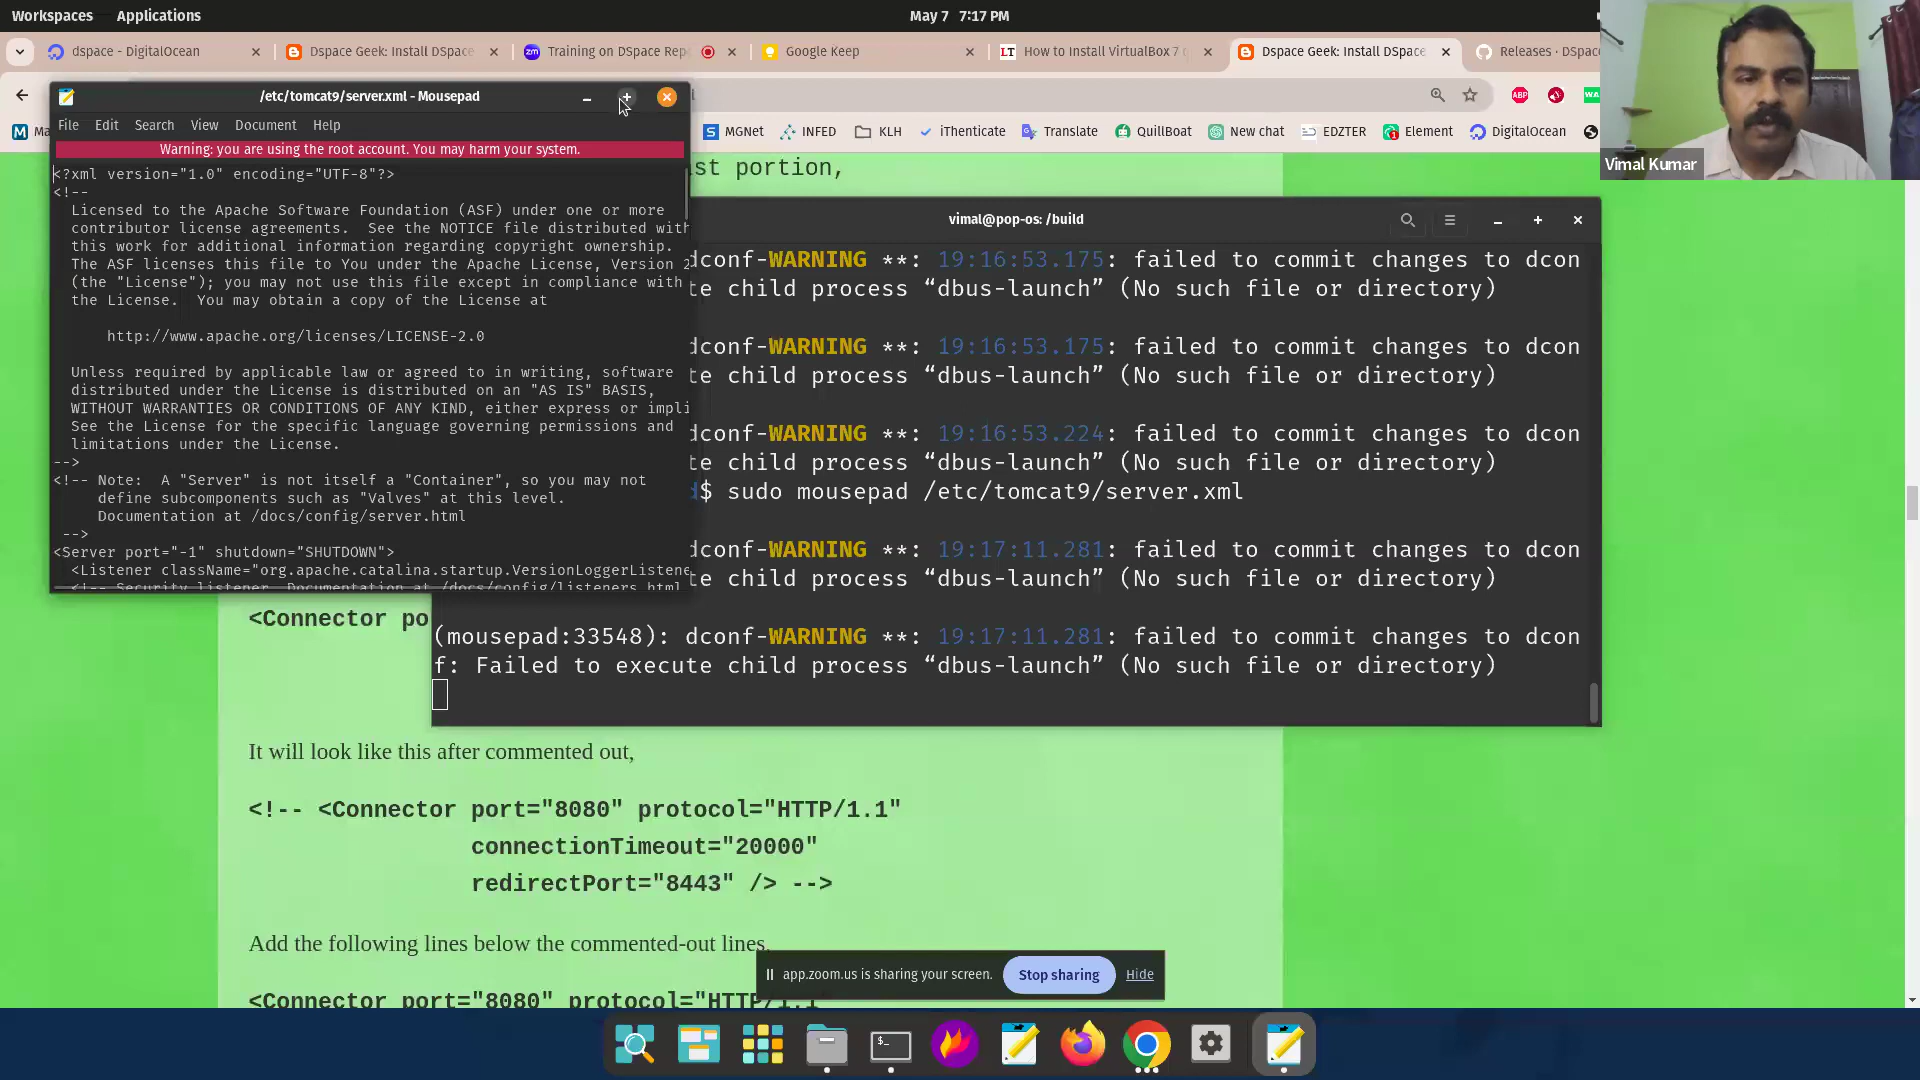 Workspaces Applications May 7 7:17 PM
dspace - DigitalOcean Dspace Geek: Install DSpace Training on DSpace Rep Google Keep How to Install VirtualBox 7 Dspace Geek: Install DSpace Releases · DSpac
/etc/tomcat9/server.xml - Mousepad
File Edit Search View Document Help
MGNet INFED KLH iThenticate Translate QuillBoat New chat EDZTER Element DigitalOcean
Warning: you are using the root account. You may harm your system.
Vimal Kumar
st portion,
<?xml version="1.0" encoding="UTF-8"?>
<!--
Licensed to the Apache Software Foundation (ASF) under one or more
contributor license agreements.  See the NOTICE file distributed with
this work for additional information regarding copyright ownership.
The ASF licenses this file to You under the Apache License, Version 2
(the "License"); you may not use this file except in compliance with
the License.  You may obtain a copy of the License at
http://www.apache.org/licenses/LICENSE-2.0
Unless required by applicable law or agreed to in writing, software
distributed under the License is distributed on an "AS IS" BASIS,
WITHOUT WARRANTIES OR CONDITIONS OF ANY KIND, either express or impli
See the License for the specific language governing permissions and
limitations under the License.
-->
<!-- Note:  A "Server" is not itself a "Container", so you may not
define subcomponents such as "Valves" at this level.
Documentation at /docs/config/server.html
-->
<Server port="-1" shutdown="SHUTDOWN">
<Listener className="org.apache.catalina.startup.VersionLoggerListene
<!-- Security listener. Documentation at /docs/config/listeners.html
vimal@pop-os: /build
dconf-WARNING **: 19:16:53.175: failed to commit changes to dcon
te child process “dbus-launch” (No such file or directory)
dconf-WARNING **: 19:16:53.175: failed to commit changes to dcon
te child process “dbus-launch” (No such file or directory)
dconf-WARNING **: 19:16:53.224: failed to commit changes to dcon
te child process “dbus-launch” (No such file or directory)
d$ sudo mousepad /etc/tomcat9/server.xml
dconf-WARNING **: 19:17:11.281: failed to commit changes to dcon
te child process “dbus-launch” (No such file or directory)
(mousepad:33548): dconf-WARNING **: 19:17:11.281: failed to commit changes to dcon
f: Failed to execute child process “dbus-launch” (No such file or directory)
<Connector po
It will look like this after commented out,
<!-- <Connector port="8080" protocol="HTTP/1.1"
connectionTimeout="20000"
redirectPort="8443" /> -->
Add the following lines below the commented-out lines,
<Connector port="8080" protocol="HTTP/1.1"
app.zoom.us is sharing your screen. Stop sharing Hide